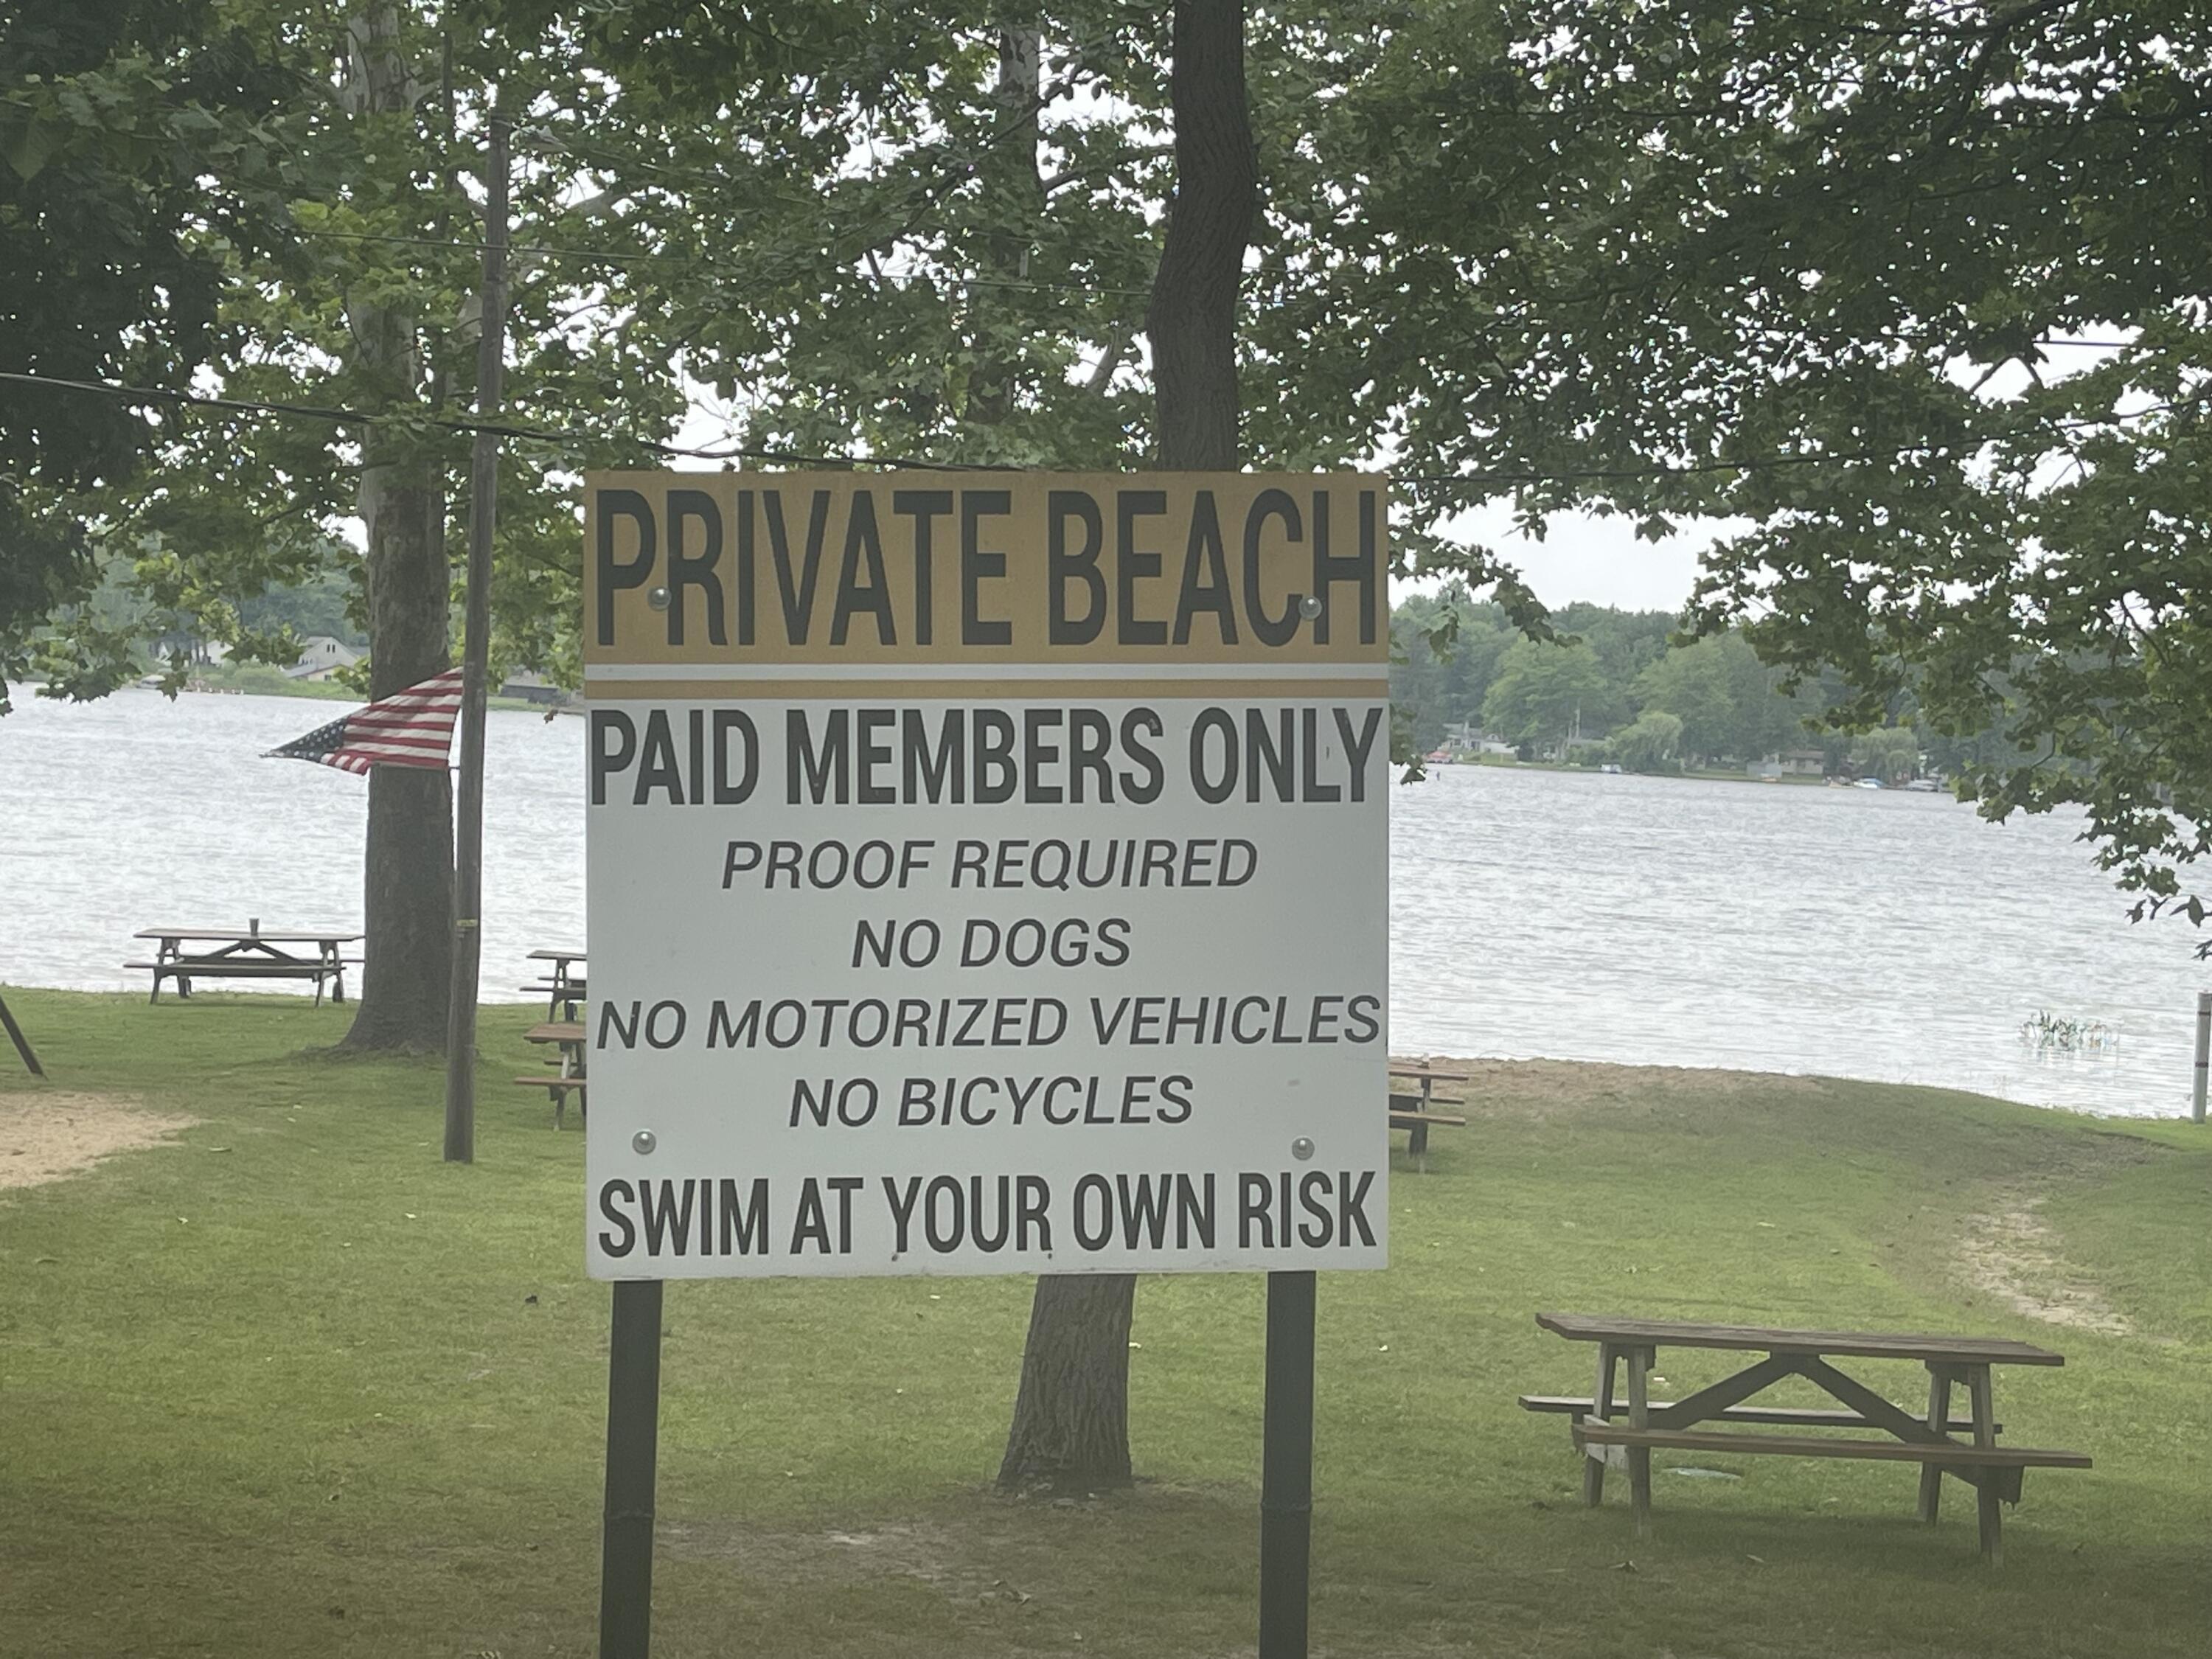 PRIVATE BEACH
PAID MEMBERS ONLY
PROOF REQUIRED
NO DOGS
NO MOTORIZED VEHICLES
NO BICYCLES
SWIM AT YOUR OWN RISK